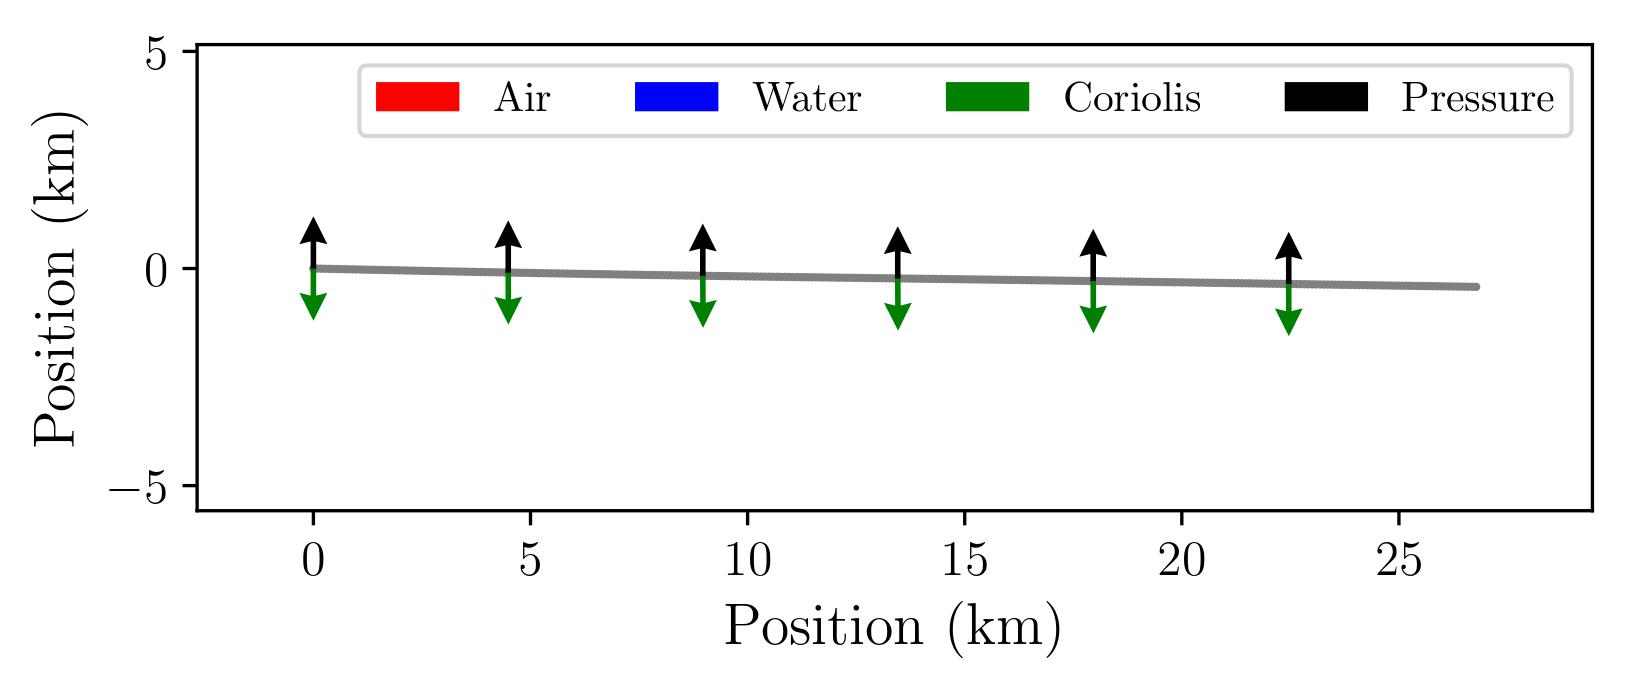 Position (km)
5
0
−5
Air Water Coriolis Pressure
0 5 10 15 20 25
Position (km)